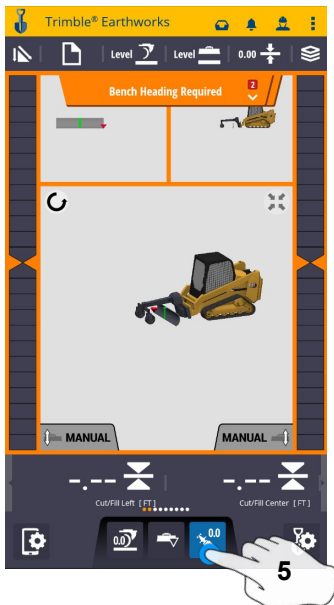 Trimble® Earthworks
Level
Level
0.00
Bench Heading Required
2
MANUAL
MANUAL
-.--
-.--
Cut/Fill Left [ FT ]
Cut/Fill Center [ FT ]
0.0
0.0
5